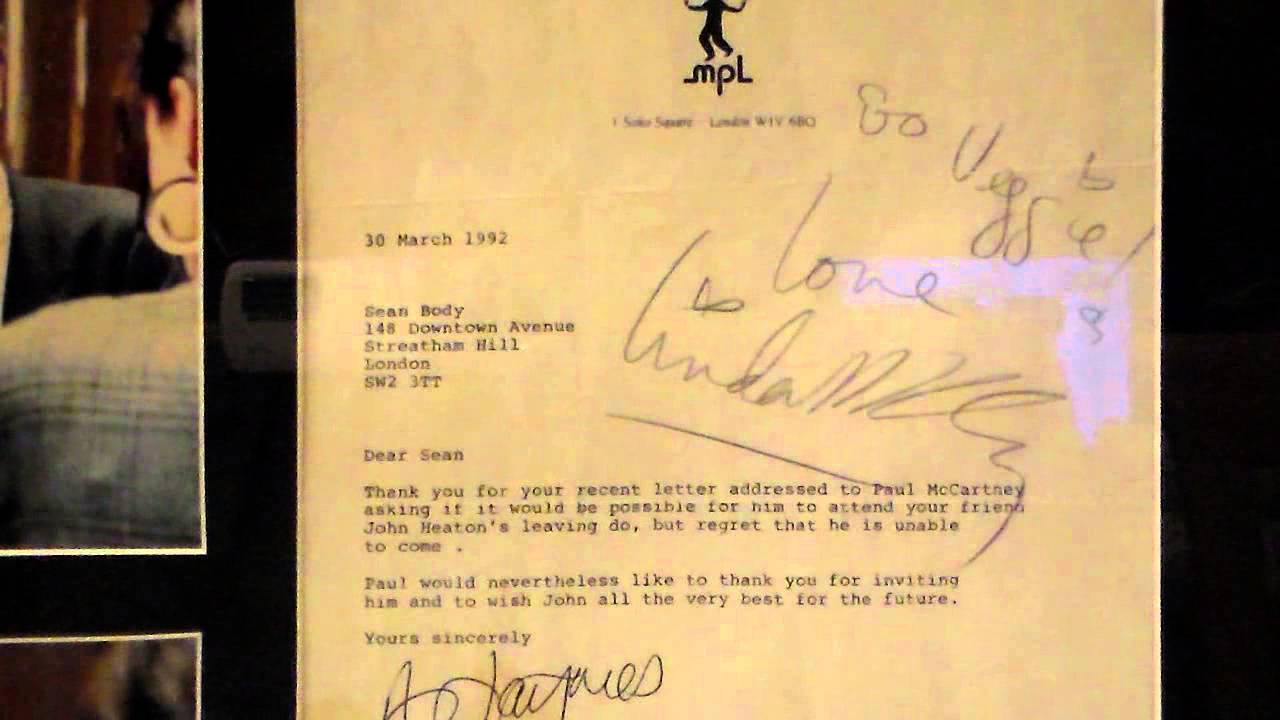 mpL
1 Soho Square London W1V 6BQ
Go
Veggie!
love
Linda
30 March 1992
Sean Body
148 Downtown Avenue
Streatham Hill
London
SW2 3TT
Dear Sean
Thank you for your recent letter addressed to Paul McCartney
asking if it would be possible for him to attend your friend
John Heaton's leaving do, but regret that he is unable
to come .
Paul would nevertheless like to thank you for inviting
him and to wish John all the very best for the future.
Yours sincerely